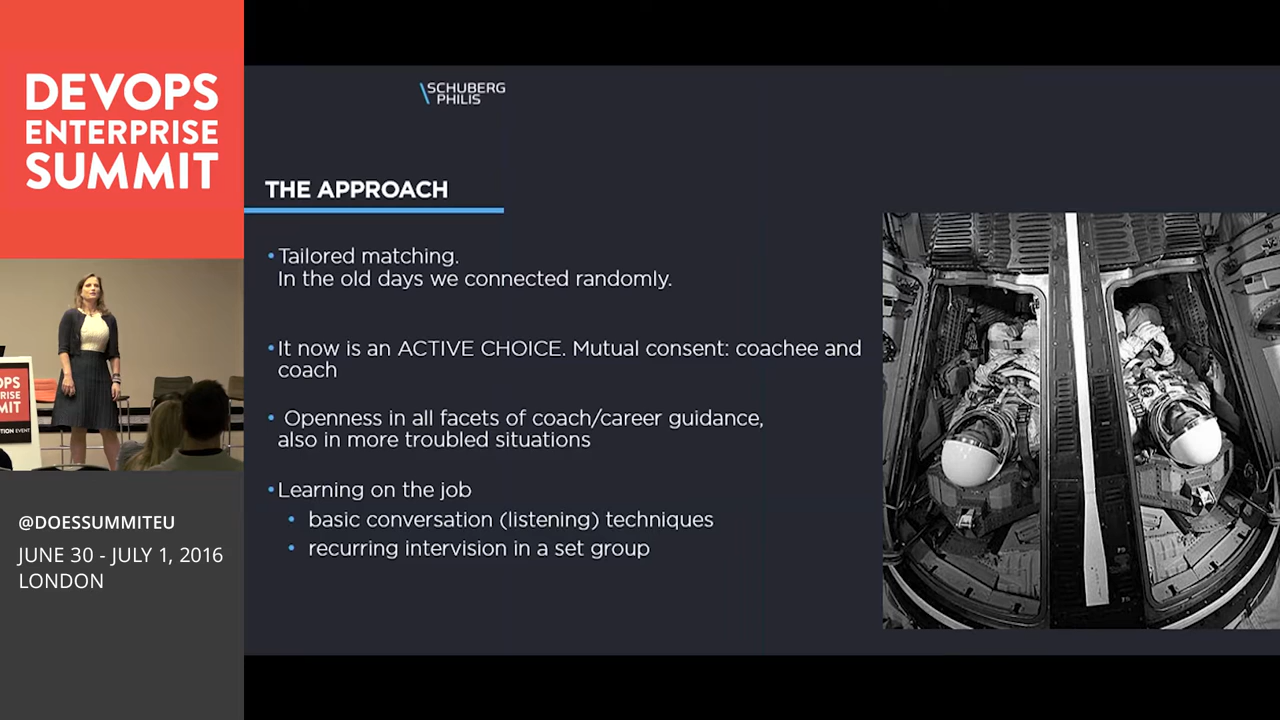 DEVOPS
ENTERPRISE
SUMMIT
\SCHUBERG
PHILIS
THE APPROACH
•Tailored matching.
In the old days we connected randomly.
•It now is an ACTIVE CHOICE. Mutual consent: coachee and
coach
• Openness in all facets of coach/career guidance,
also in more troubled situations
•Learning on the job
• basic conversation (listening) techniques
• recurring intervision in a set group
@DOESSUMMITEU
JUNE 30 - JULY 1, 2016
LONDON